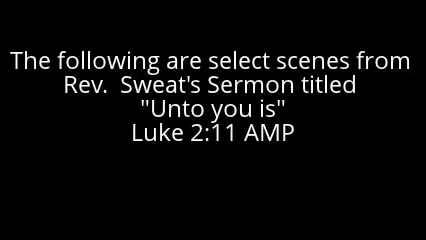 The following are select scenes from
Rev.  Sweat's Sermon titled
"Unto you is"
Luke 2:11 AMP